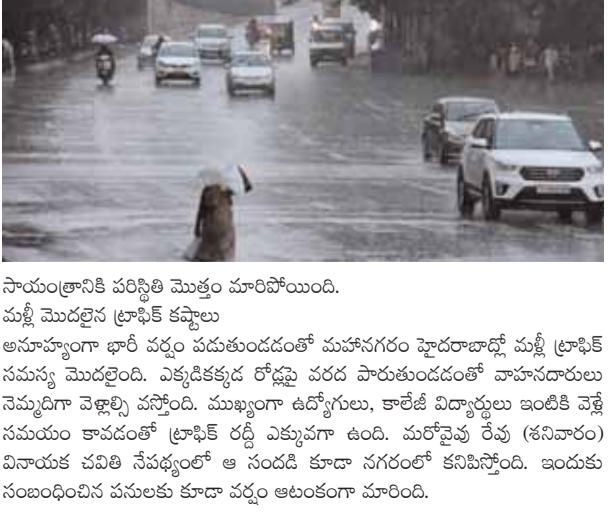 సాయంత్రానికి పరిస్థితి మొత్తం మారిపోయింది.
మళ్లీ మొదలైన ట్రాఫిక్ కష్టాలు
అనూహ్యంగా భారీ వర్షం పడుతుండడంతో మహానగరం హైదరాబాద్లో మళ్లీ ట్రాఫిక్
సమస్య మొదలైంది. ఎక్కడికక్కడ రోడ్లపై వరద పారుతుండడంతో వాహనదారులు
నెమ్మదిగా వెళ్లాల్సి వస్తోంది. ముఖ్యంగా ఉద్యోగులు, కాలేజీ విద్యార్థులు ఇంటికి వెళ్లే
సమయం కావడంతో ట్రాఫిక్ రద్దీ ఎక్కువగా ఉంది. మరోవైవు రేవు (శనివారం)
వినాయక చవితి నేపథ్యంలో ఆ సందడి కూడా నగరంలో కనిపిస్తోంది. ఇందుకు
సంబంధించిన పనులకు కూడా వర్షం ఆటంకంగా మారింది.